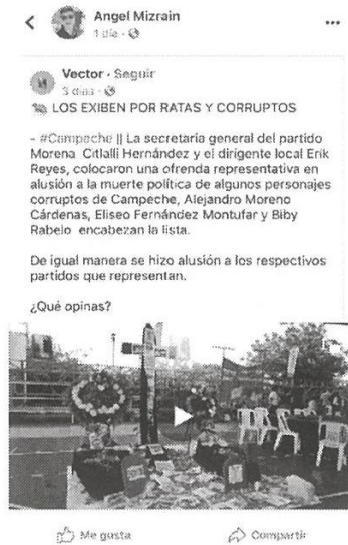 Angel Mizrain
1 día
Vector · Seguir
3 días
LOS EXIBEN POR RATAS Y CORRUPTOS
- #Campeche || La secretaria general del partido
Morena Citlalli Hernández y el dirigente local Erik
Reyes, colocaron una ofrenda representativa en
alusión a la muerte política de algunos personajes
corruptos de Campeche, Alejandro Moreno
Cárdenas, Eliseo Fernández Montufar y Biby
Rabelo encabezan la lista.
De igual manera se hizo alusión a los respectivos
partidos que representan.
¿Qué opinas?
Me gusta
Compartir